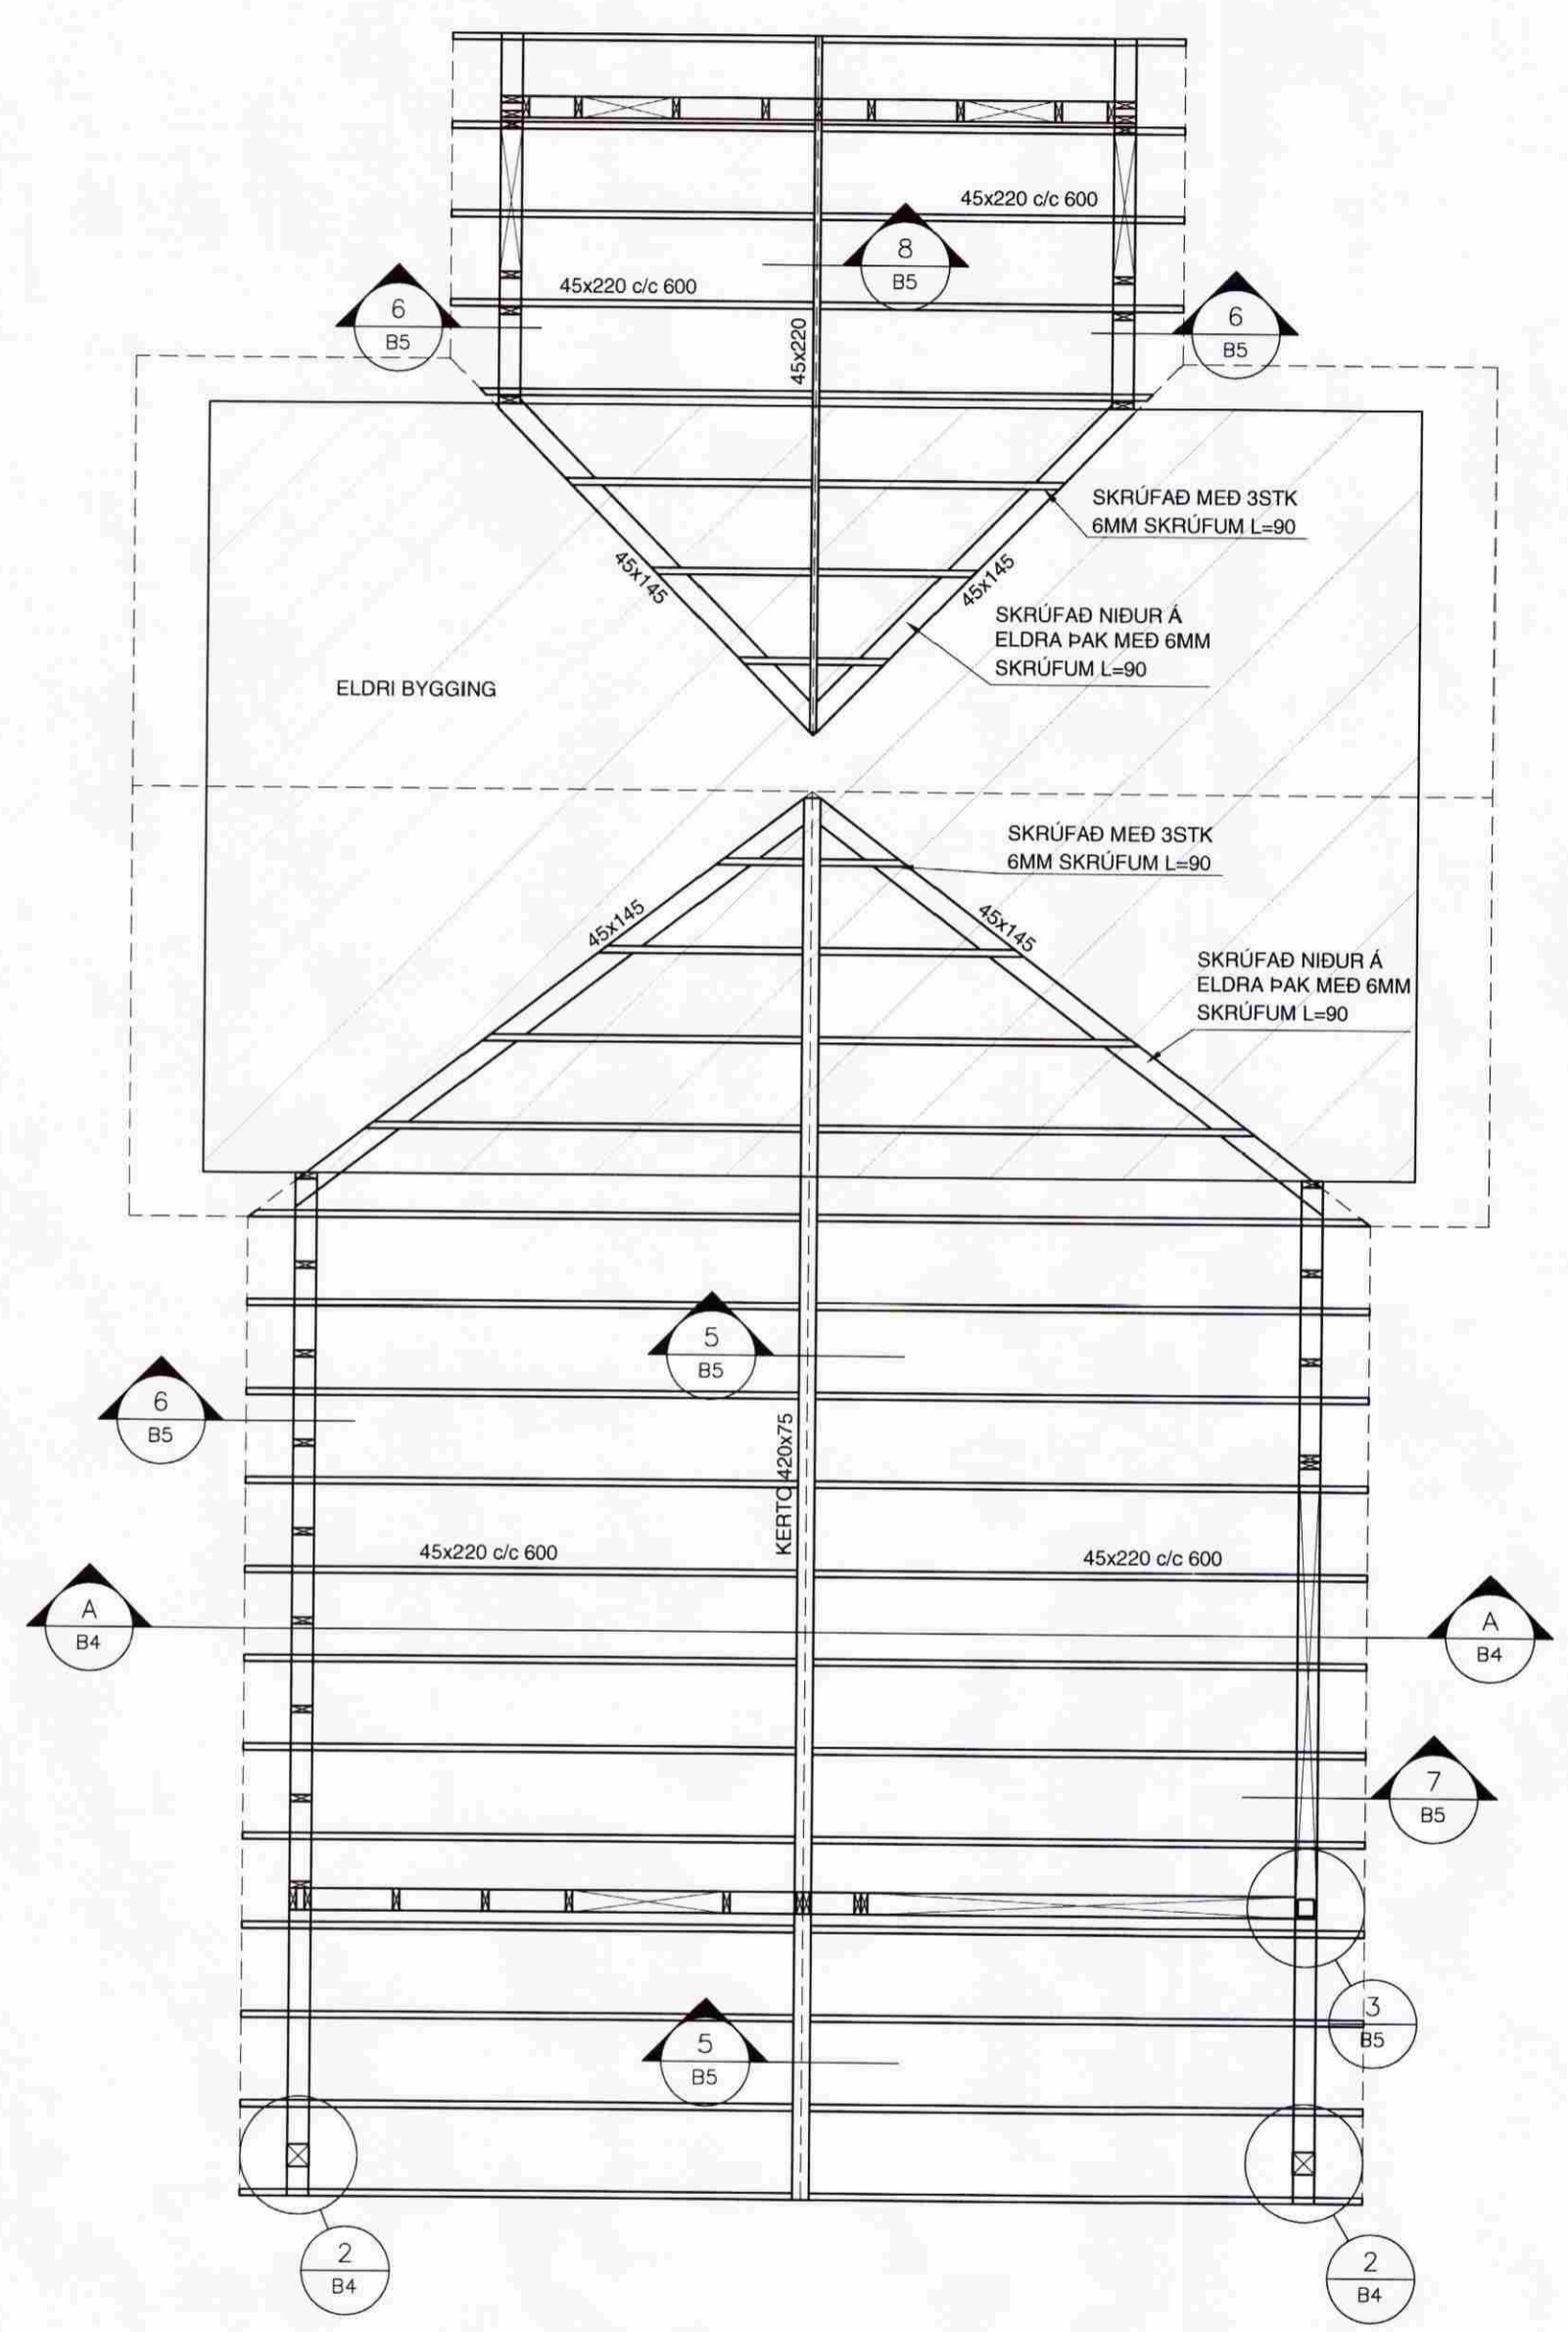 45x220 c/c 600
8
B5
45x220 c/c 600
6
B5
6
B5
45x220
SKRÚFAÐ MEÐ 3STK
6MM SKRÚFUM L=90
45x145
45x145
SKRÚFAÐ NIÐUR Á
ELDRA ÞAK MEÐ 6MM
SKRÚFUM L=90
ELDRI BYGGING
SKRÚFAÐ MEÐ 3STK
6MM SKRÚFUM L=90
45x145
45x145
SKRÚFAÐ NIÐUR Á
ELDRA ÞAK MEÐ 6MM
SKRÚFUM L=90
5
B5
6
B5
KERTO 420x75
45x220 c/c 600
45x220 c/c 600
A
B4
A
B4
7
B5
3
B5
5
B5
2
B4
2
B4